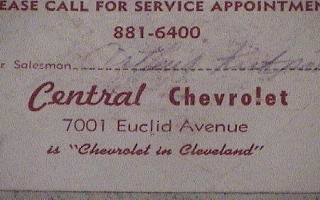 EASE CALL FOR SERVICE APPOINTMEN
881-6400
r Salesman
Central Chevrolet
7001 Euclid Avenue
is "Chevrolet in Cleveland"